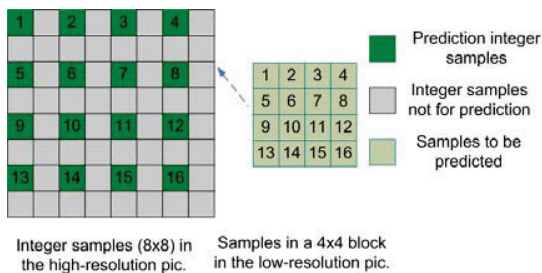 1 2 3 4
5 6 7 8
9 10 11 12
13 14 15 16
1 2 3 4
5 6 7 8
9 10 11 12
13 14 15 16
Prediction integer
samples
Integer samples
not for prediction
Samples to be
predicted
Integer samples (8x8) in
the high-resolution pic.
Samples in a 4x4 block
in the low-resolution pic.